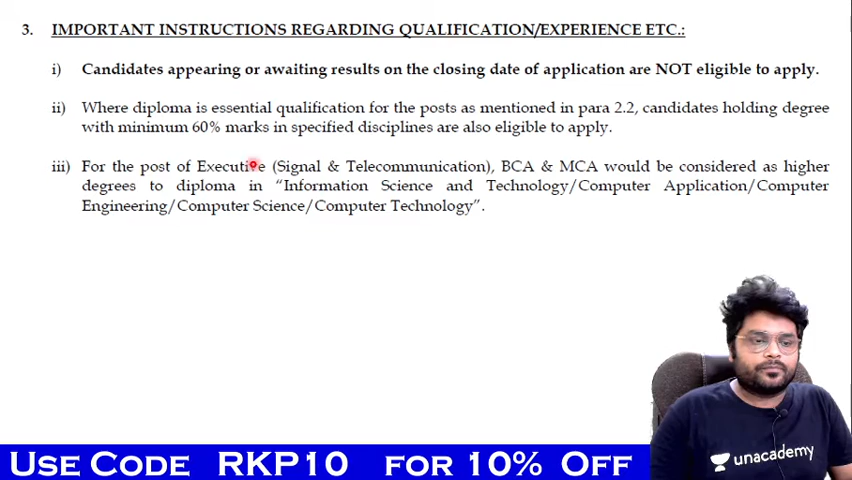 3. IMPORTANT INSTRUCTIONS REGARDING QUALIFICATION/EXPERIENCE ETC.:
i) Candidates appearing or awaiting results on the closing date of application are NOT eligible to apply.
ii) Where diploma is essential qualification for the posts as mentioned in para 2.2, candidates holding degree
with minimum 60% marks in specified disciplines are also eligible to apply.
iii) For the post of Executive (Signal & Telecommunication), BCA & MCA would be considered as higher
degrees to diploma in "Information Science and Technology/Computer Application/Computer
Engineering/Computer Science/Computer Technology".
unacademy
USE CODE RKP10 FOR 10% OFF